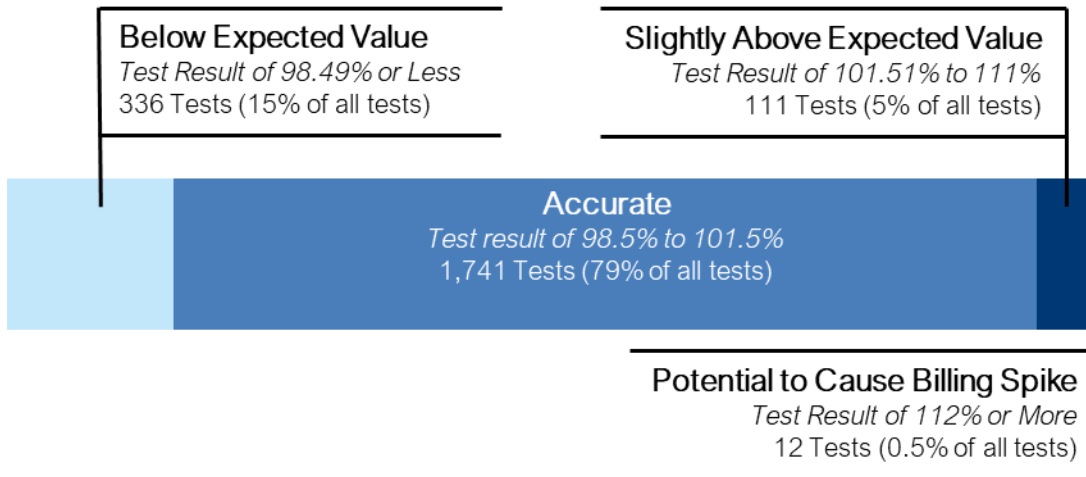 Below Expected Value
Test Result of 98.49% or Less
336 Tests (15% of all tests)
Slightly Above Expected Value
Test Result of 101.51% to 111%
111 Tests (5% of all tests)
Accurate
Test result of 98.5% to 101.5%
1,741 Tests (79% of all tests)
Potential to Cause Billing Spike
Test Result of 112% or More
12 Tests (0.5% of all tests)